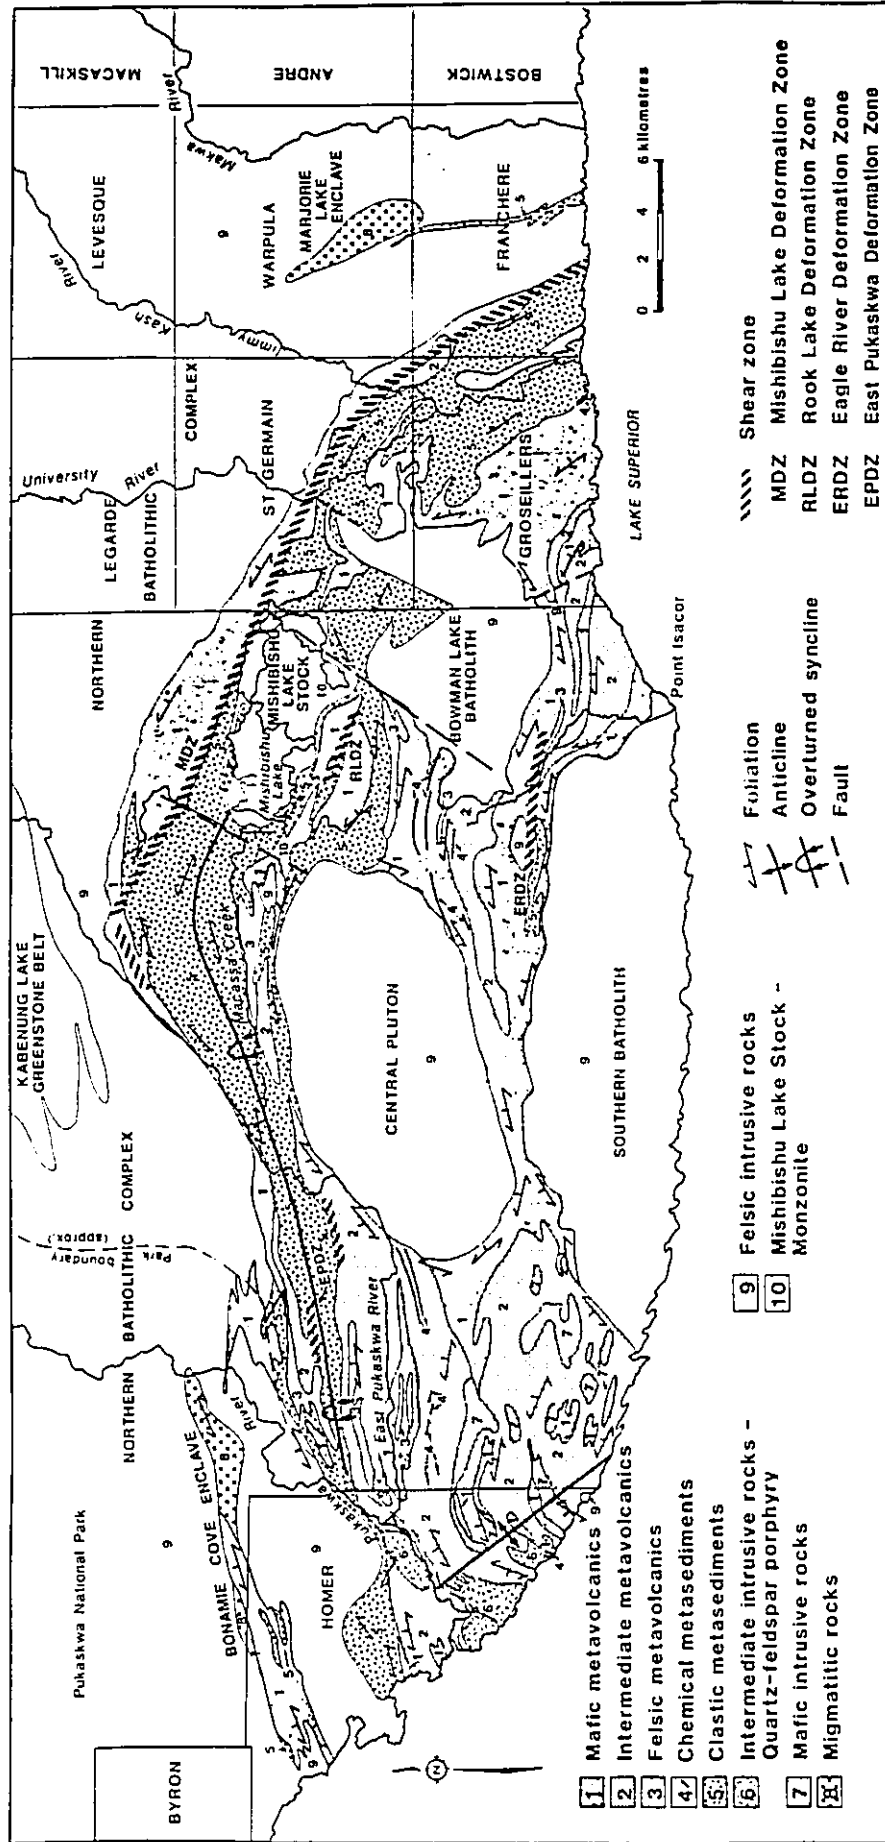 Pukaskwa National Park
BYRON
BONAMIE COVE ENCLAVE
HOMER
NORTHERN BATHOLITHIC COMPLEX
Park
boundary
(approx.)
KABENUNG LAKE
GREENSTONE BELT
NORTHERN
LEGARDE
BATHOLITHIC
COMPLEX
University
River
ST GERMAIN
Jimmy
Kash
River
LEVESQUE
WARPULA
MARJORIE
LAKE
ENCLAVE
FRANCHERE
Makwa
River
MACASKILL
ANDRE
BOSTWICK
Pukaskwa
River
East Pukaskwa River
EPDZ
Macassa Creek
MDZ
Mishibishu
Lake
MISHIBISHU
LAKE
STOCK
10
RLDZ
CENTRAL PLUTON
9
BOWMAN LAKE
BATHOLITH
9
ERDZ
SOUTHERN BATHOLITH
9
GROSEILLERS
Point Isacor
LAKE SUPERIOR
0 2 4 6 kilometres
N
1 Mafic metavolcanics
2 Intermediate metavolcanics
3 Felsic metavolcanics
4 Chemical metasediments
5 Clastic metasediments
6 Intermediate intrusive rocks -
Quartz-feldspar porphyry
7 Mafic intrusive rocks
8 Migmatitic rocks
9 Felsic intrusive rocks
10 Mishibishu Lake Stock -
Monzonite
Foliation
Anticline
Overturned syncline
Fault
Shear zone
MDZ Mishibishu Lake Deformation Zone
RLDZ Rook Lake Deformation Zone
ERDZ Eagle River Deformation Zone
EPDZ East Pukaskwa Deformation Zone